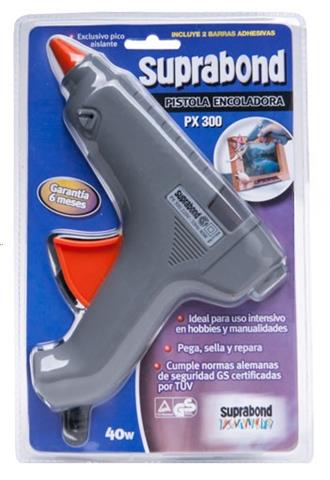 INCLUYE 2 BARRAS ADHESIVAS
• Exclusivo pico
aislante
suprabond
PISTOLA ENCOLADORA
PX 300
Garantía
6 meses
Suprabond
• Ideal para uso intensivo
en hobbies y manualidades
• Pega, sella y repara
• Cumple normas alemanas
de seguridad GS certificadas
por TÜV
GS
suprabond
40w